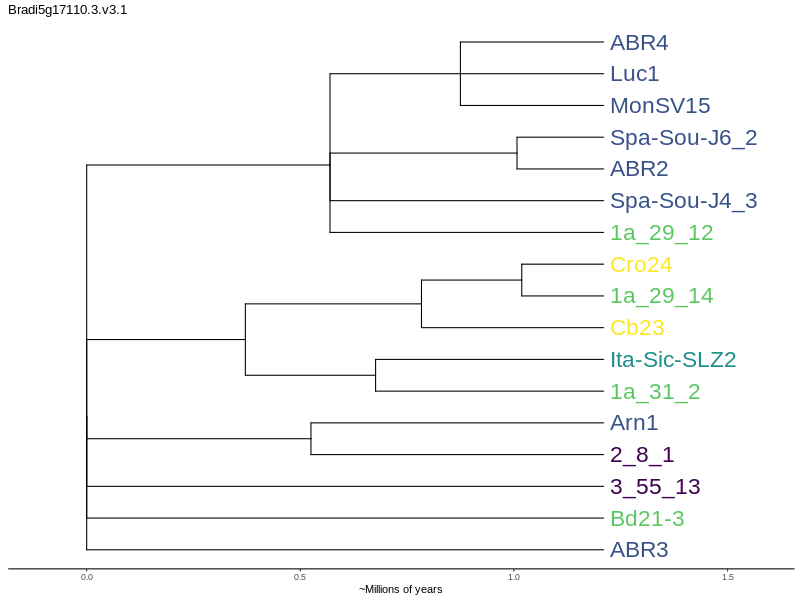 Bradi5g17110.3.v3.1
ABR4
Luc1
MonSV15
Spa-Sou-J6_2
ABR2
Spa-Sou-J4_3
1a_29_12
Cro24
1a_29_14
Cb23
Ita-Sic-SLZ2
1a_31_2
Arn1
2_8_1
3_55_13
Bd21-3
ABR3
0.0 0.5 1.0 1.5
~Millions of years